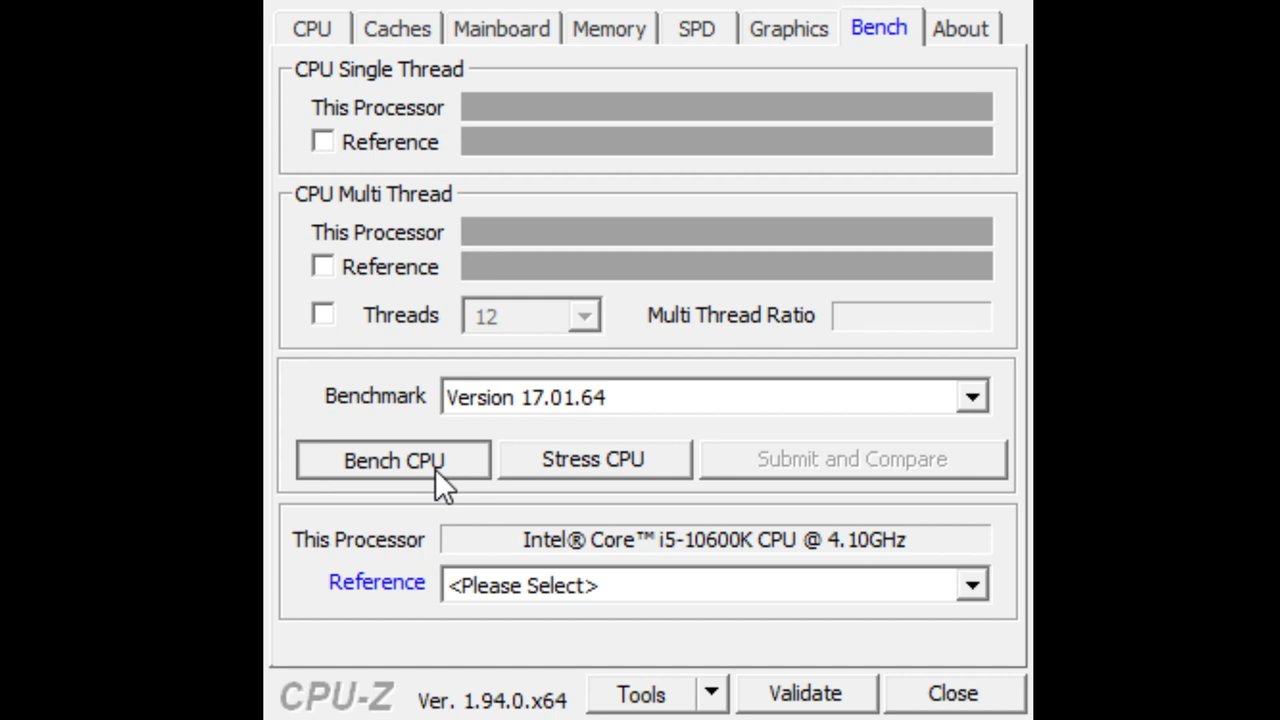 CPU Caches Mainboard Memory SPD Graphics Bench About
CPU Single Thread
This Processor
Reference
CPU Multi Thread
This Processor
Reference
Threads 12 Multi Thread Ratio
Benchmark Version 17.01.64
Bench CPU Stress CPU Submit and Compare
This Processor Intel® Core™ i5-10600K CPU @ 4.10GHz
Reference <Please Select>
CPU-Z Ver. 1.94.0.x64 Tools Validate Close